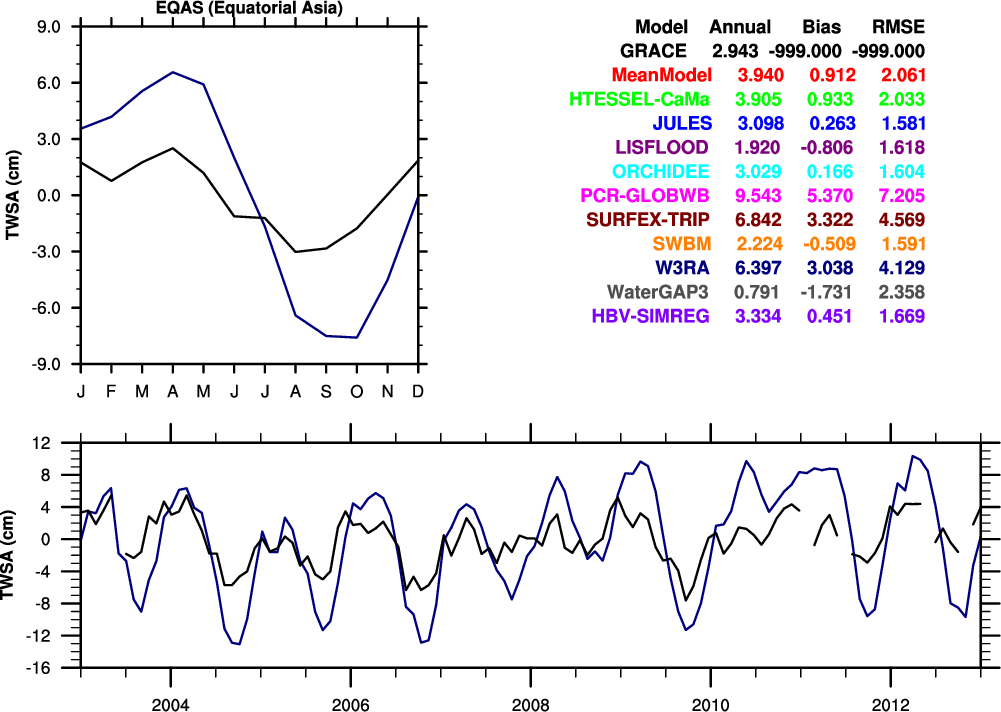 EQAS (Equatorial Asia)
9.0
6.0
3.0
0.0
-3.0
-6.0
-9.0
TWSA (cm)
J F M A M J J A S O N D
Model Annual Bias RMSE
GRACE 2.943 -999.000 -999.000
MeanModel 3.940 0.912 2.061
HTESSEL-CaMa 3.905 0.933 2.033
JULES 3.098 0.263 1.581
LISFLOOD 1.920 -0.806 1.618
ORCHIDEE 3.029 0.166 1.604
PCR-GLOBWB 9.543 5.370 7.205
SURFEX-TRIP 6.842 3.322 4.569
SWBM 2.224 -0.509 1.591
W3RA 6.397 3.038 4.129
WaterGAP3 0.791 -1.731 2.358
HBV-SIMREG 3.334 0.451 1.669
12
8
4
0
-4
-8
-12
-16
TWSA (cm)
2004 2006 2008 2010 2012